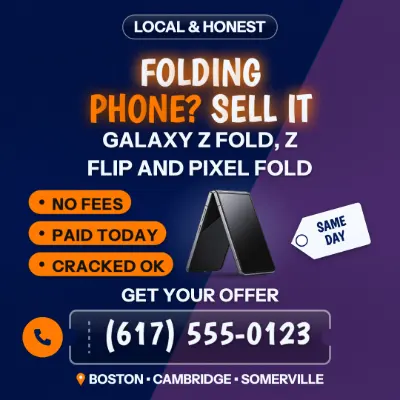 LOCAL & HONEST
FOLDING
PHONE? SELL IT
GALAXY Z FOLD, Z
FLIP AND PIXEL FOLD
• NO FEES
• PAID TODAY
• CRACKED OK
SAME
DAY
GET YOUR OFFER
(617) 555-0123
BOSTON • CAMBRIDGE • SOMERVILLE